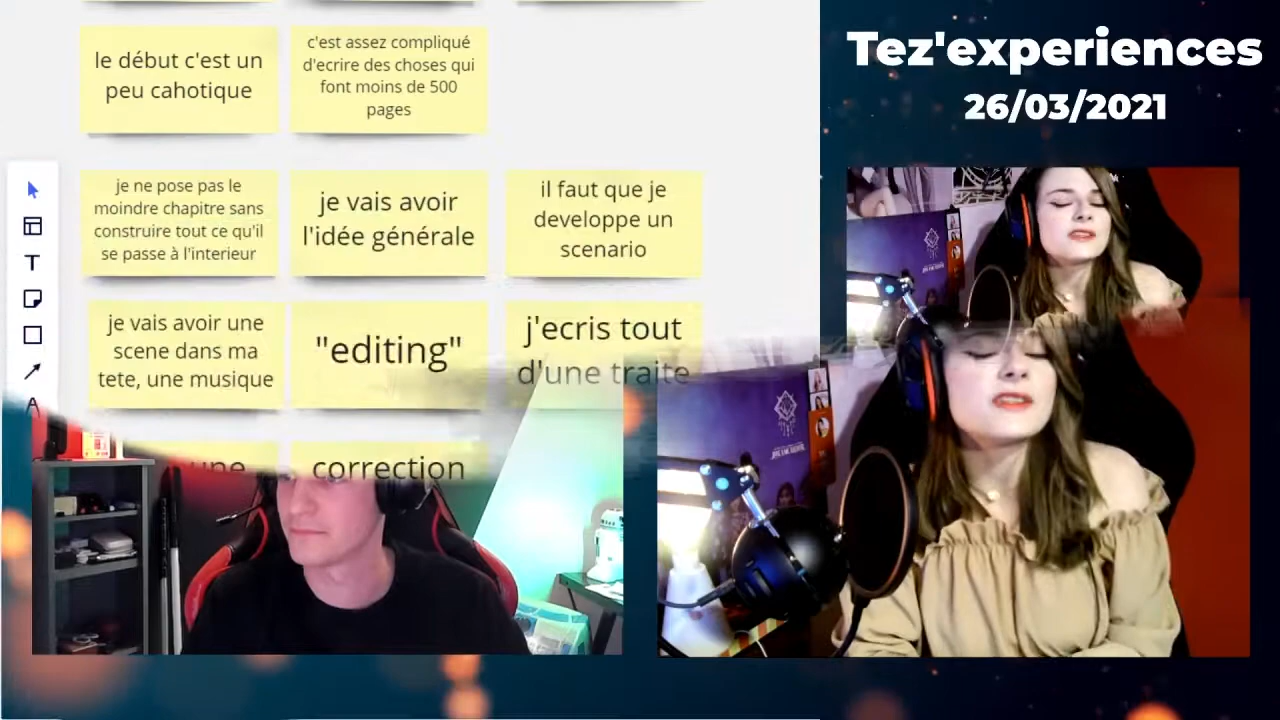 Tez'experiences
26/03/2021
le début c'est un
peu cahotique
c'est assez compliqué
d'ecrire des choses qui
font moins de 500
pages
je ne pose pas le
moindre chapitre sans
construire tout ce qu'il
se passe à l'interieur
je vais avoir
l'idée générale
il faut que je
developpe un
scenario
je vais avoir une
scene dans ma
tete, une musique
"editing"
j'ecris tout
d'une traite
une
correction